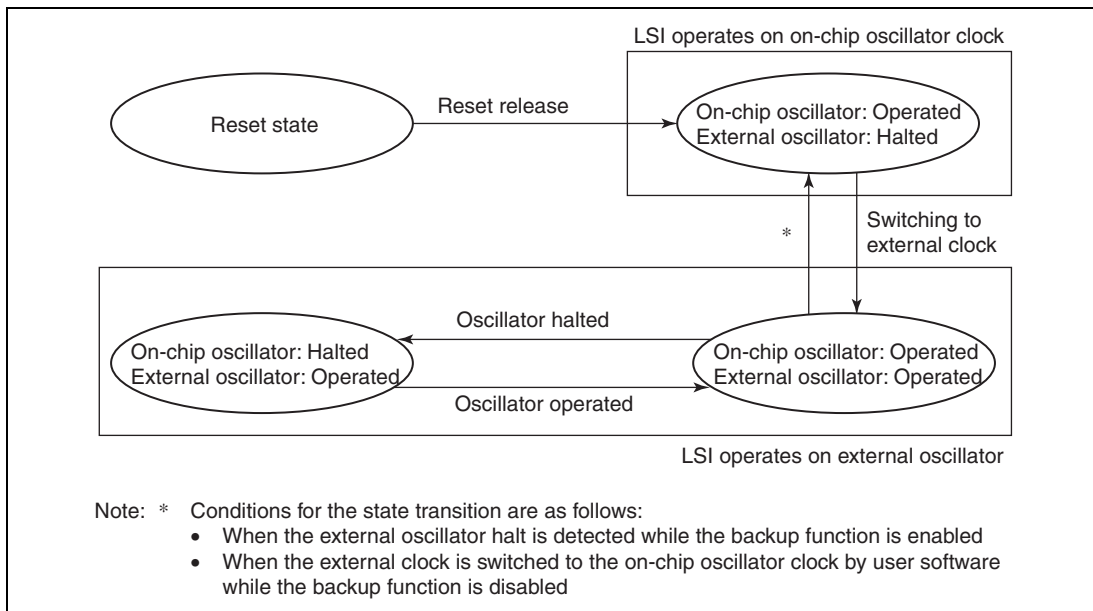 LSI operates on on-chip oscillator clock
Reset state
Reset release
On-chip oscillator: Operated
External oscillator: Halted
*
Switching to
external clock
Oscillator halted
On-chip oscillator: Halted
External oscillator: Operated
On-chip oscillator: Operated
External oscillator: Operated
Oscillator operated
LSI operates on external oscillator
Note: * Conditions for the state transition are as follows:
• When the external oscillator halt is detected while the backup function is enabled
• When the external clock is switched to the on-chip oscillator clock by user software
while the backup function is disabled